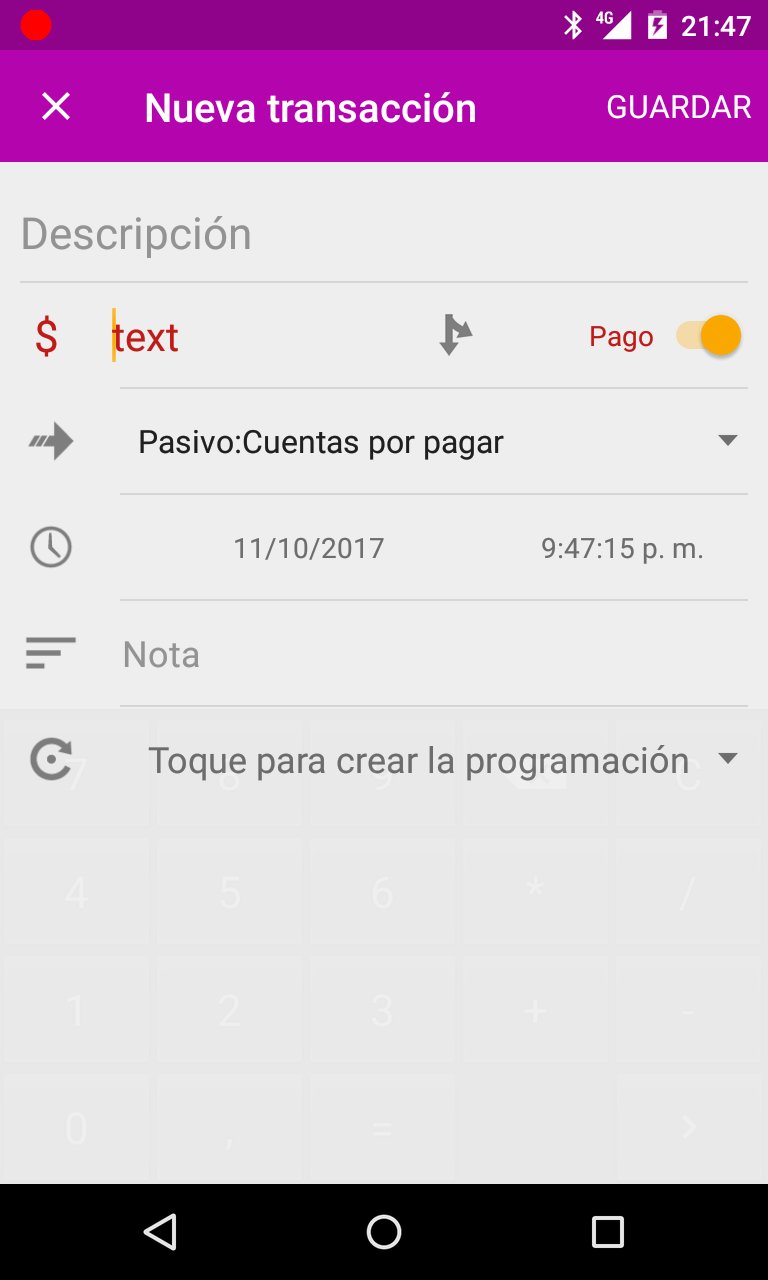 4G 21:47
Nueva transacción GUARDAR
Descripción
$ text Pago
Pasivo:Cuentas por pagar
11/10/2017 9:47:15 p. m.
Nota
Toque para crear la programación
7 8 9 C
4 5 6 * /
1 2 3 + -
0 , = >